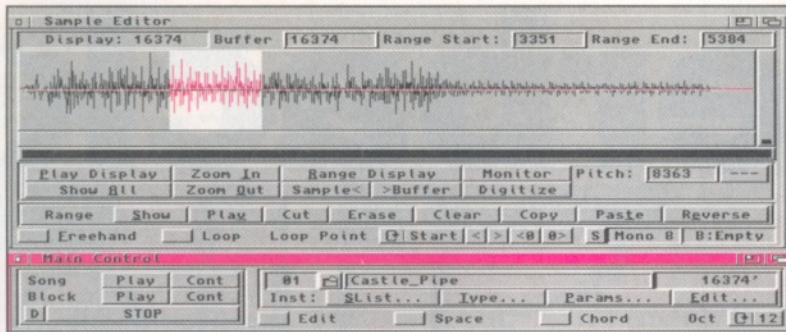 Sample Editor
Display: 16374 Buffer 16374 Range Start: 3351 Range End: 5384
Play Display Zoom In Range Display Monitor Pitch: 8363 ---
Show All Zoom Out Sample< >Buffer Digitize
Range Show Play Cut Erase Clear Copy Paste Reverse
Freehand Loop Loop Point Start < > <0 0> S Mono 8 B:Empty
Main Control
Song Play Cont 01 Castle_Pipe 16374'
Block Play Cont Inst: SList... Type... Params... Edit...
D STOP Edit Space Chord Oct 12